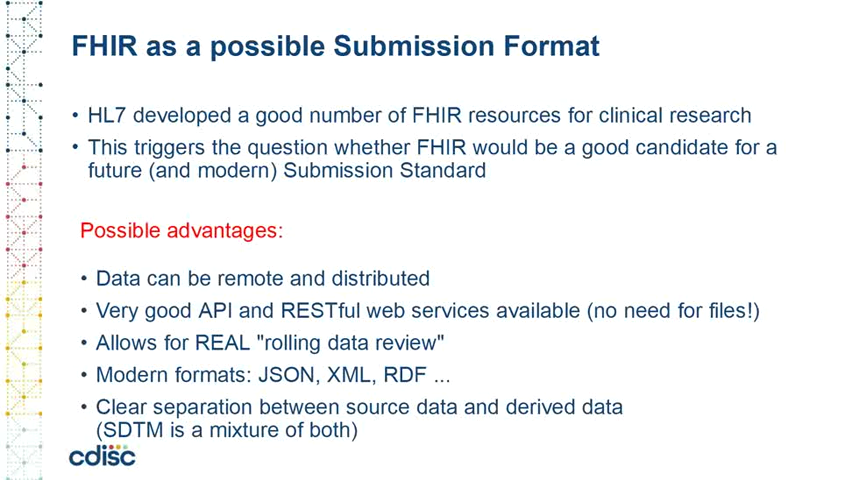 FHIR as a possible Submission Format
• HL7 developed a good number of FHIR resources for clinical research
• This triggers the question whether FHIR would be a good candidate for a
future (and modern) Submission Standard
Possible advantages:
• Data can be remote and distributed
• Very good API and RESTful web services available (no need for files!)
• Allows for REAL "rolling data review"
• Modern formats: JSON, XML, RDF ...
• Clear separation between source data and derived data
(SDTM is a mixture of both)
cdisc